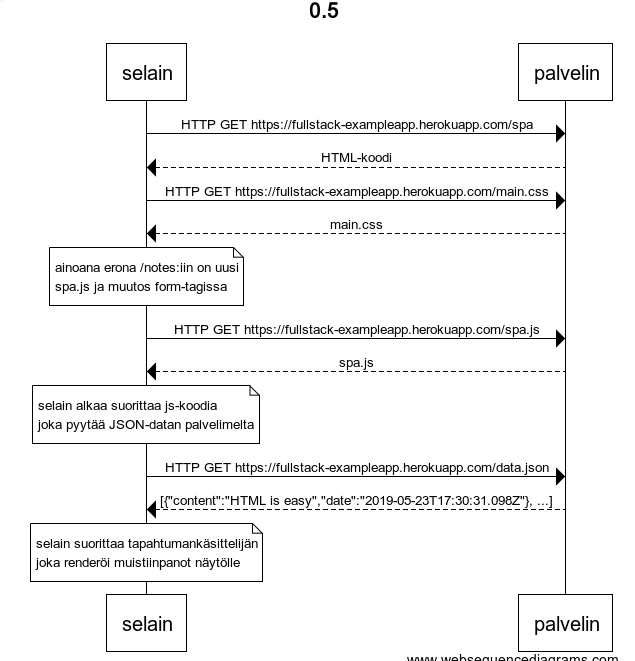 0.5
selain palvelin
HTTP GET https://fullstack-exampleapp.herokuapp.com/spa
HTML-koodi
HTTP GET https://fullstack-exampleapp.herokuapp.com/main.css
main.css
ainoana erona /notes:iin on uusi
spa.js ja muutos form-tagissa
HTTP GET https://fullstack-exampleapp.herokuapp.com/spa.js
spa.js
selain alkaa suorittaa js-koodia
joka pyytää JSON-datan palvelimelta
HTTP GET https://fullstack-exampleapp.herokuapp.com/data.json
[{"content":"HTML is easy","date":"2019-05-23T17:30:31.098Z"}, ...]
selain suorittaa tapahtumankäsittelijän
joka renderöi muistiinpanot näytölle
selain palvelin
www.websequencediagrams.com